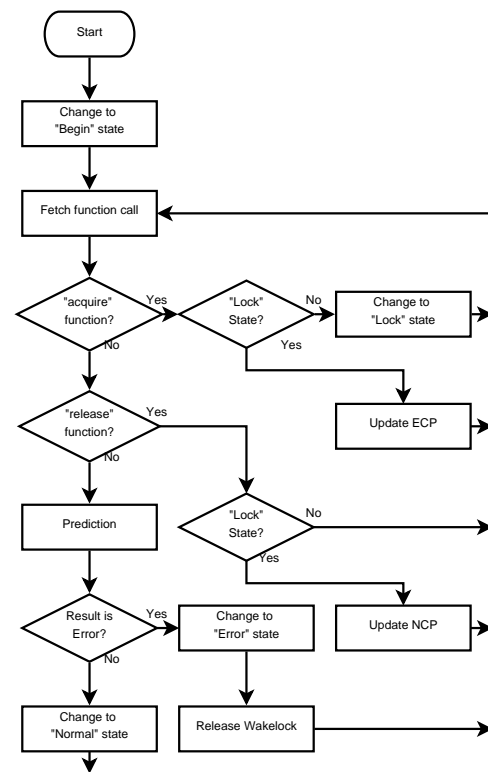 Start
Change to
"Begin" state
Fetch function call
"acquire"
function?
Yes
No
"Lock"
State?
No
Yes
Change to
"Lock" state
Update ECP
"release"
function?
Yes
No
"Lock"
State?
No
Yes
Update NCP
Prediction
Result is
Error?
Yes
No
Change to
"Error" state
Release Wakelock
Change to
"Normal" state